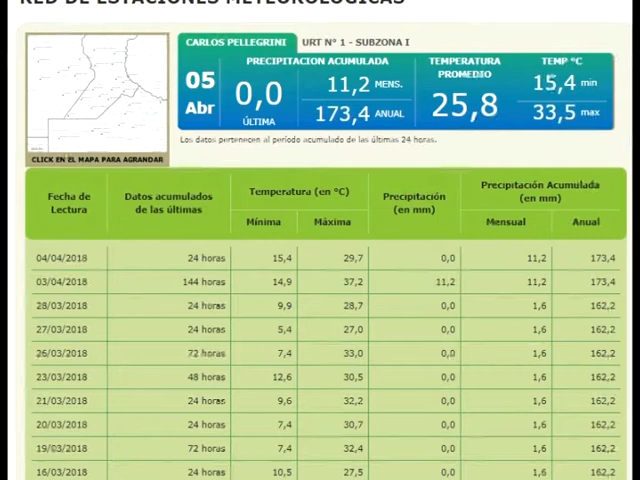 RED DE ESTACIONES METEOROLÓGICAS
CARLOS PELLEGRINI URT N° 1 - SUBZONA I
05 Abr
PRECIPITACIÓN ACUMULADA
0,0 ÚLTIMA
11,2 MENS.
173,4 ANUAL
TEMPERATURA PROMEDIO
25,8
TEMP °C
15,4 min
33,5 max
Los datos pertenecen al período acumulado de las últimas 24 horas.
CLICK EN EL MAPA PARA AGRANDAR
Fecha de Lectura Datos acumulados de las últimas Temperatura (en °C) Precipitación (en mm) Precipitación Acumulada (en mm)
Mínima Máxima Mensual Anual
04/04/2018 24 horas 15,4 29,7 0,0 11,2 173,4
03/04/2018 144 horas 14,9 37,2 11,2 11,2 173,4
28/03/2018 24 horas 9,9 28,7 0,0 1,6 162,2
27/03/2018 24 horas 5,4 27,0 0,0 1,6 162,2
26/03/2018 72 horas 7,4 33,0 0,0 1,6 162,2
23/03/2018 48 horas 12,6 30,5 0,0 1,6 162,2
21/03/2018 24 horas 9,6 32,2 0,0 1,6 162,2
20/03/2018 24 horas 7,4 30,7 0,0 1,6 162,2
19/03/2018 72 horas 7,4 32,4 0,0 1,6 162,2
16/03/2018 24 horas 10,5 27,5 0,0 1,6 162,2